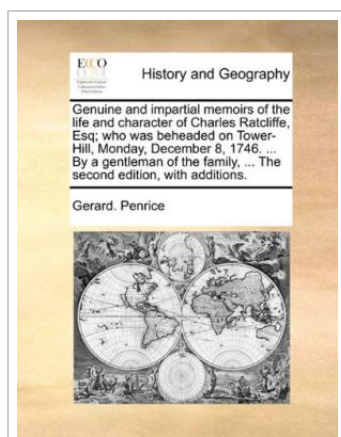 ECCO
History and Geography
Genuine and impartial memoirs of the
life and character of Charles Ratcliffe,
Esq; who was beheaded on Tower-
Hill, Monday, December 8, 1746. ...
By a gentleman of the family, ... The
second edition, with additions.
Gerard. Penrice